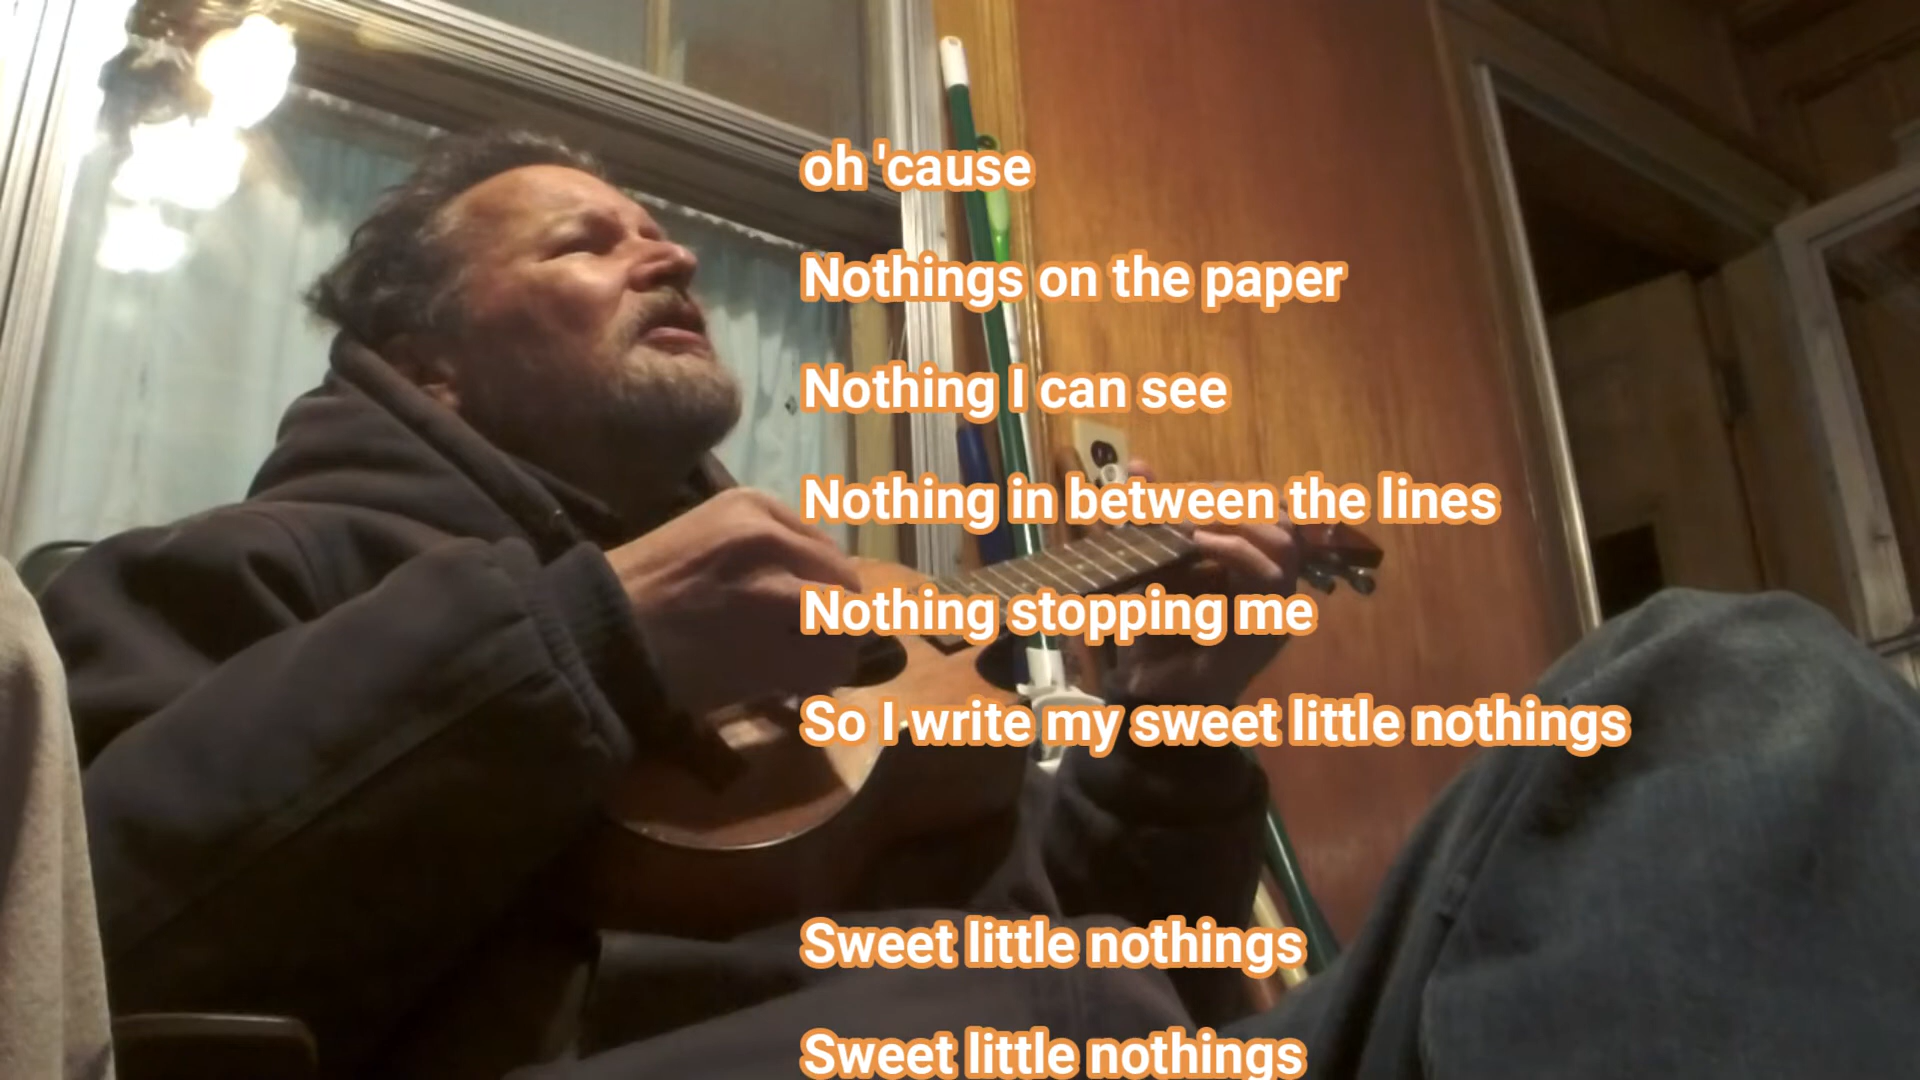 oh 'cause
Nothings on the paper
Nothing I can see
Nothing in between the lines
Nothing stopping me
So I write my sweet little nothings
Sweet little nothings
Sweet little nothings